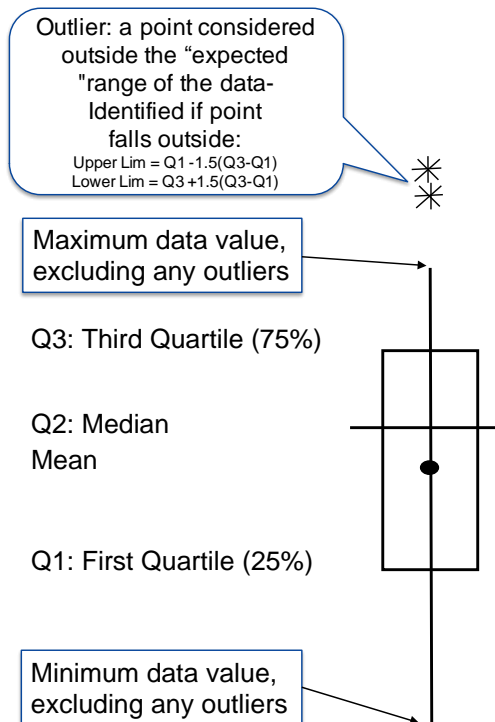 Outlier: a point considered
outside the “expected
"range of the data-
Identified if point
falls outside:
Upper Lim = Q1 -1.5(Q3-Q1)
Lower Lim = Q3 +1.5(Q3-Q1)
Maximum data value,
excluding any outliers
Q3: Third Quartile (75%)
Q2: Median
Mean
Q1: First Quartile (25%)
Minimum data value,
excluding any outliers